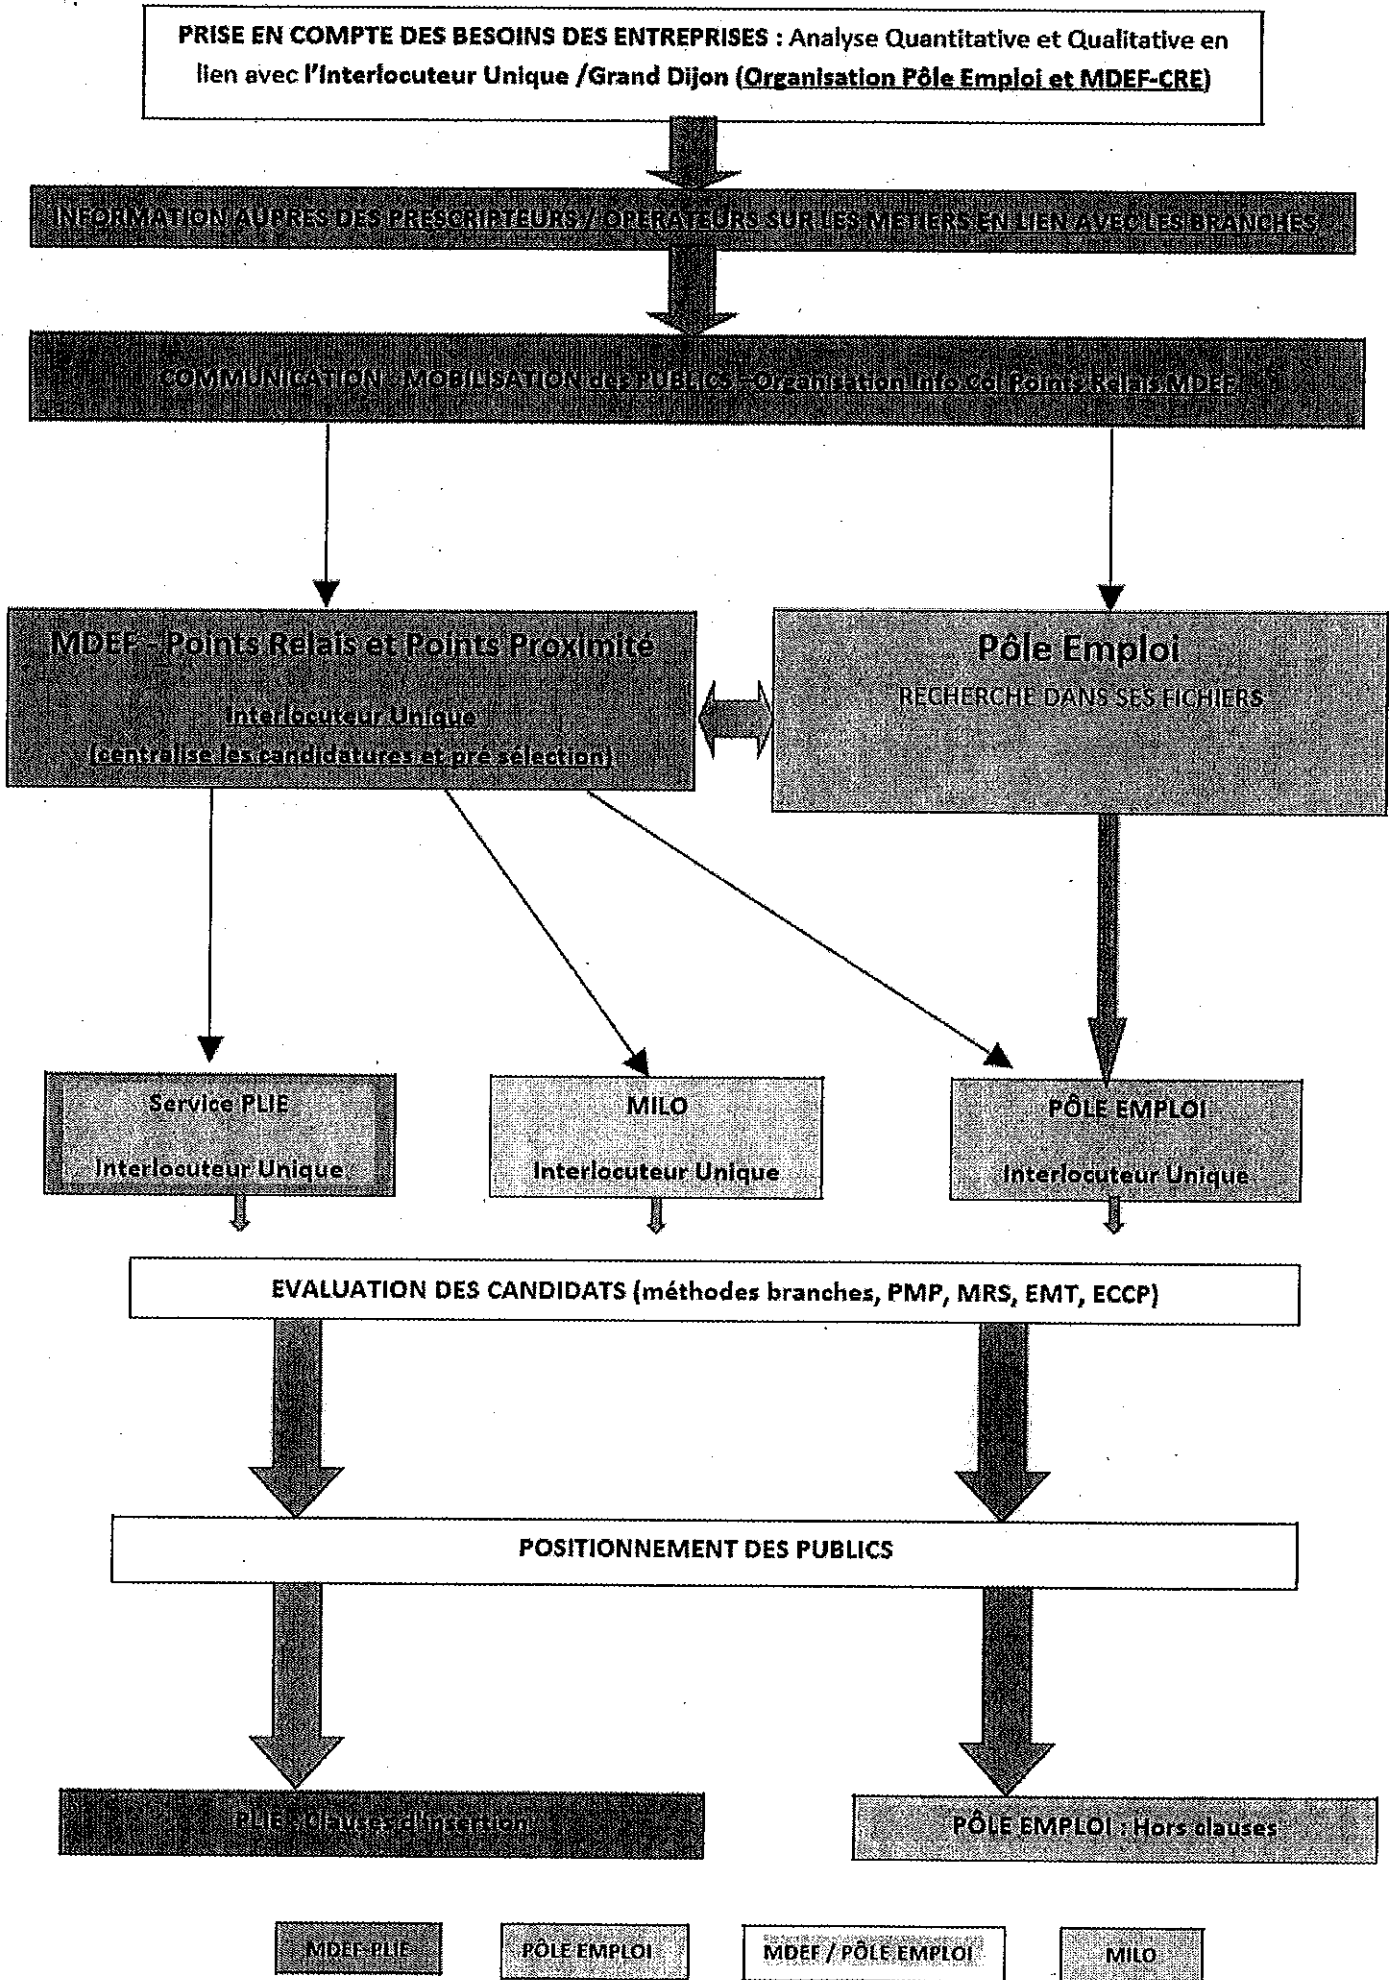 PRISE EN COMPTE DES BESOINS DES ENTREPRISES : Analyse Quantitative et Qualitative en
lien avec l'Interlocuteur Unique /Grand Dijon (Organisation Pôle Emploi et MDEF-CRE)
INFORMATION AUPRES DES PRESCRIPTEURS / OPERATEURS SUR LES METIERS EN LIEN AVEC LES BRANCHES
COMMUNICATION - MOBILISATION des PUBLICS - Organisation Info Col Points Relais MDEF
MDEF - Points Relais et Points Proximité
Interlocuteur Unique
(centralise les candidatures et pré sélection)
Pôle Emploi
RECHERCHE DANS SES FICHIERS
Service PLIE
Interlocuteur Unique
MILO
Interlocuteur Unique
PÔLE EMPLOI
Interlocuteur Unique
EVALUATION DES CANDIDATS (méthodes branches, PMP, MRS, EMT, ECCP)
POSITIONNEMENT DES PUBLICS
PLIE : Clauses d'insertion
PÔLE EMPLOI : Hors clauses
MDEF-PLIE
PÔLE EMPLOI
MDEF / PÔLE EMPLOI
MILO